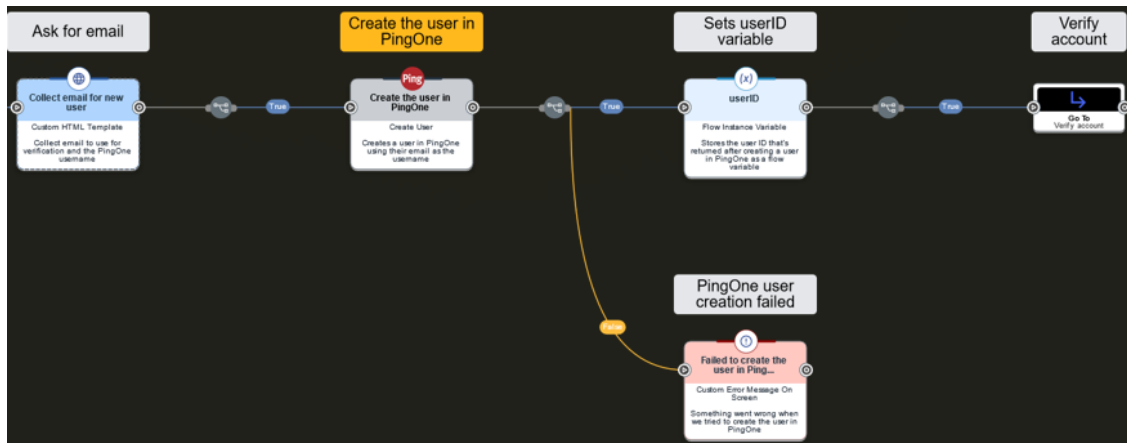 Ask for email
Create the user in
PingOne
Sets userID
variable
Verify
account
Collect email for new
user
Custom HTML Template
Collect email to use for
verification and the PingOne
username
True
Ping
Create the user in
PingOne
Create User
Creates a user in PingOne
using their email as the
username
True
(x)
userID
Flow Instance Variable
Stores the user ID that's
returned after creating a user
in PingOne as a flow
variable
True
Go To
Verify account
False
PingOne user
creation failed
Failed to create the
user in Ping...
Custom Error Message On
Screen
Something went wrong when
we tried to create the user in
PingOne